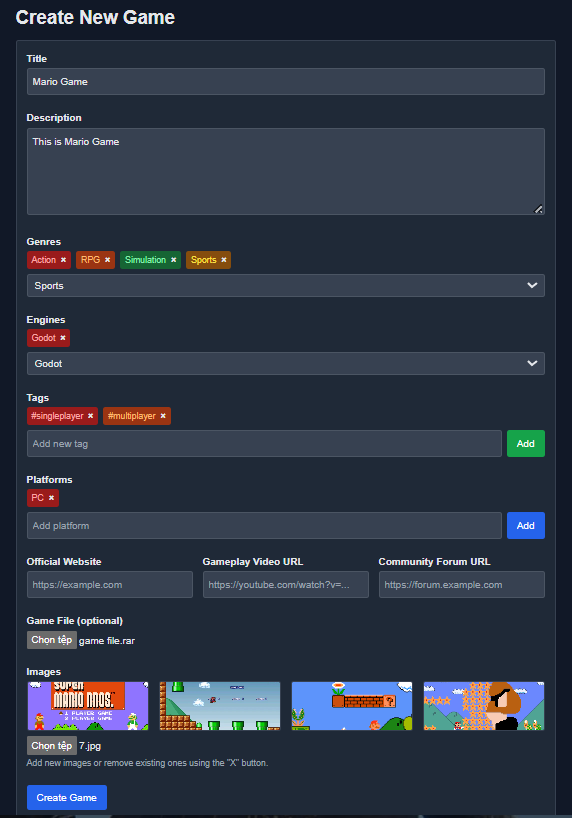 Create New Game
Title
Mario Game
Description
This is Mario Game
Genres
Action × RPG × Simulation × Sports ×
Sports
Engines
Godot ×
Godot
Tags
#singleplayer × #multiplayer ×
Add new tag Add
Platforms
PC ×
Add platform Add
Official Website Gameplay Video URL Community Forum URL
https://example.com https://youtube.com/watch?v=... https://forum.example.com
Game File (optional)
Chọn tệp game file.rar
Images
SUPER
MARIO BROS.
1 PLAYER GAME
2 PLAYER GAME
Chọn tệp 7.jpg
Add new images or remove existing ones using the "X" button.
Create Game